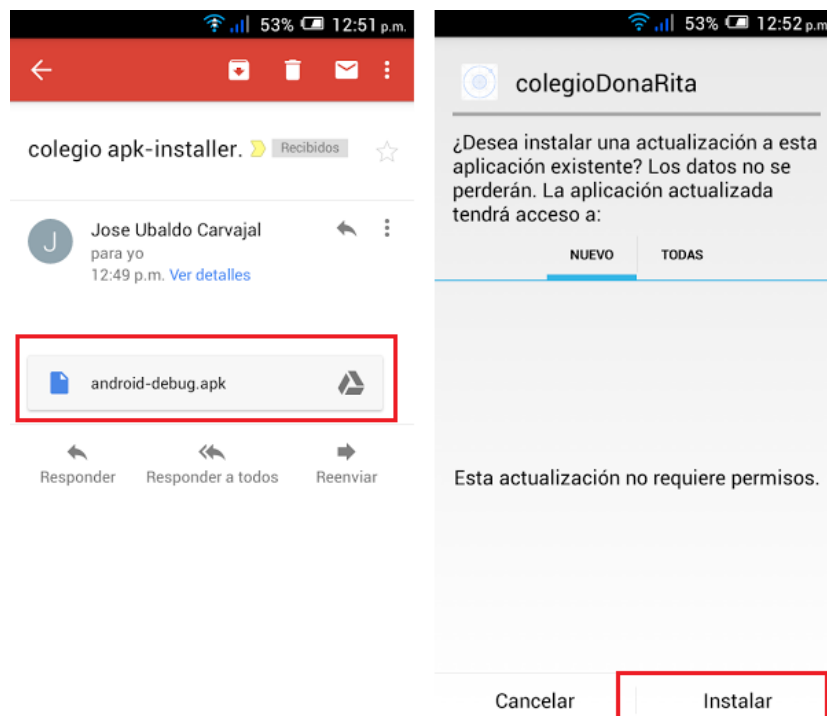 53% 12:51 p.m.
colegio apk-installer. Recibidos
J
Jose Ubaldo Carvajal
para yo
12:49 p.m. Ver detalles
android-debug.apk
Responder Responder a todos Reenviar
53% 12:52 p.m
colegioDonaRita
¿Desea instalar una actualización a esta
aplicación existente? Los datos no se
perderán. La aplicación actualizada
tendrá acceso a:
NUEVO TODAS
Esta actualización no requiere permisos.
Cancelar Instalar